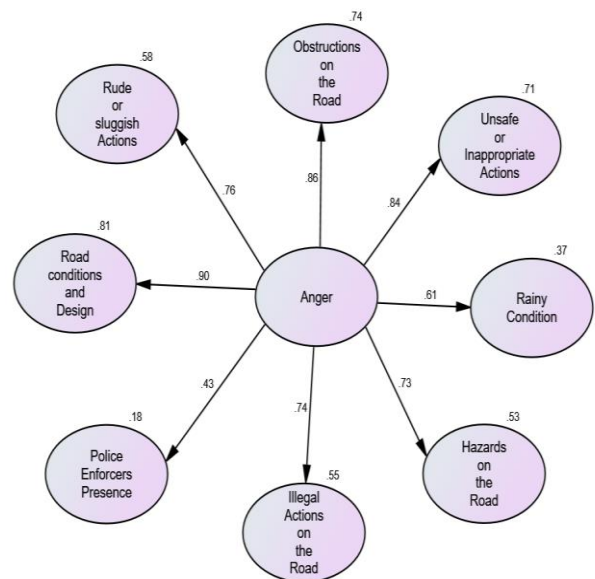 .74
Obstructions
on
the
Road
.58
Rude
or
sluggish
Actions
.71
Unsafe
or
Inappropriate
Actions
.86
.76
.84
.81
Road
conditions
and
Design
.90
Anger
.61
.37
Rainy
Condition
.43
.74
.73
.18
Police
Enforcers
Presence
.55
Illegal
Actions
on
the
Road
.53
Hazards
on
the
Road